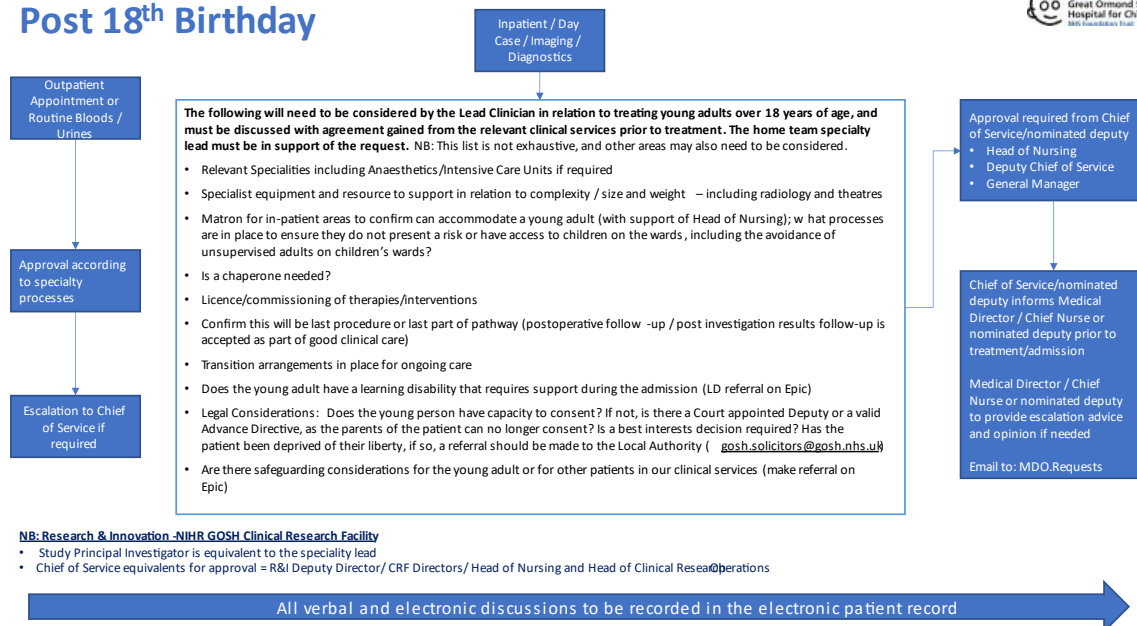 Post 18th Birthday
Great Ormond
Hospital for Chi
NHS Foundation Trust
Inpatient / Day
Case / Imaging /
Diagnostics
Outpatient
Appointment or
Routine Bloods /
Urines
Approval according
to specialty
processes
Escalation to Chief
of Service if
required
The following will need to be considered by the Lead Clinician in relation to treating young adults over 18 years of age, and
must be discussed with agreement gained from the relevant clinical services prior to treatment. The home team specialty
lead must be in support of the request. NB: This list is not exhaustive, and other areas may also need to be considered.
• Relevant Specialities including Anaesthetics/Intensive Care Units if required
• Specialist equipment and resource to support in relation to complexity / size and weight – including radiology and theatres
• Matron for in-patient areas to confirm can accommodate a young adult (with support of Head of Nursing); w hat processes
are in place to ensure they do not present a risk or have access to children on the wards, including the avoidance of
unsupervised adults on children's wards?
• Is a chaperone needed?
• Licence/commissioning of therapies/interventions
• Confirm this will be last procedure or last part of pathway (postoperative follow -up / post investigation results follow-up is
accepted as part of good clinical care)
• Transition arrangements in place for ongoing care
• Does the young adult have a learning disability that requires support during the admission (LD referral on Epic)
• Legal Considerations: Does the young person have capacity to consent? If not, is there a Court appointed Deputy or a valid
Advance Directive, as the parents of the patient can no longer consent? Is a best interests decision required? Has the
patient been deprived of their liberty, if so, a referral should be made to the Local Authority ( gosh.solicitors@gosh.nhs.uk)
• Are there safeguarding considerations for the young adult or for other patients in our clinical services (make referral on
Epic)
Approval required from Chief
of Service/nominated deputy
• Head of Nursing
• Deputy Chief of Service
• General Manager
Chief of Service/nominated
deputy informs Medical
Director / Chief Nurse or
nominated deputy prior to
treatment/admission
Medical Director / Chief
Nurse or nominated deputy
to provide escalation advice
and opinion if needed
Email to: MDO.Requests
NB: Research & Innovation -NIHR GOSH Clinical Research Facility
• Study Principal Investigator is equivalent to the speciality lead
• Chief of Service equivalents for approval = R&I Deputy Director/ CRF Directors/ Head of Nursing and Head of Clinical Research Operations
All verbal and electronic discussions to be recorded in the electronic patient record